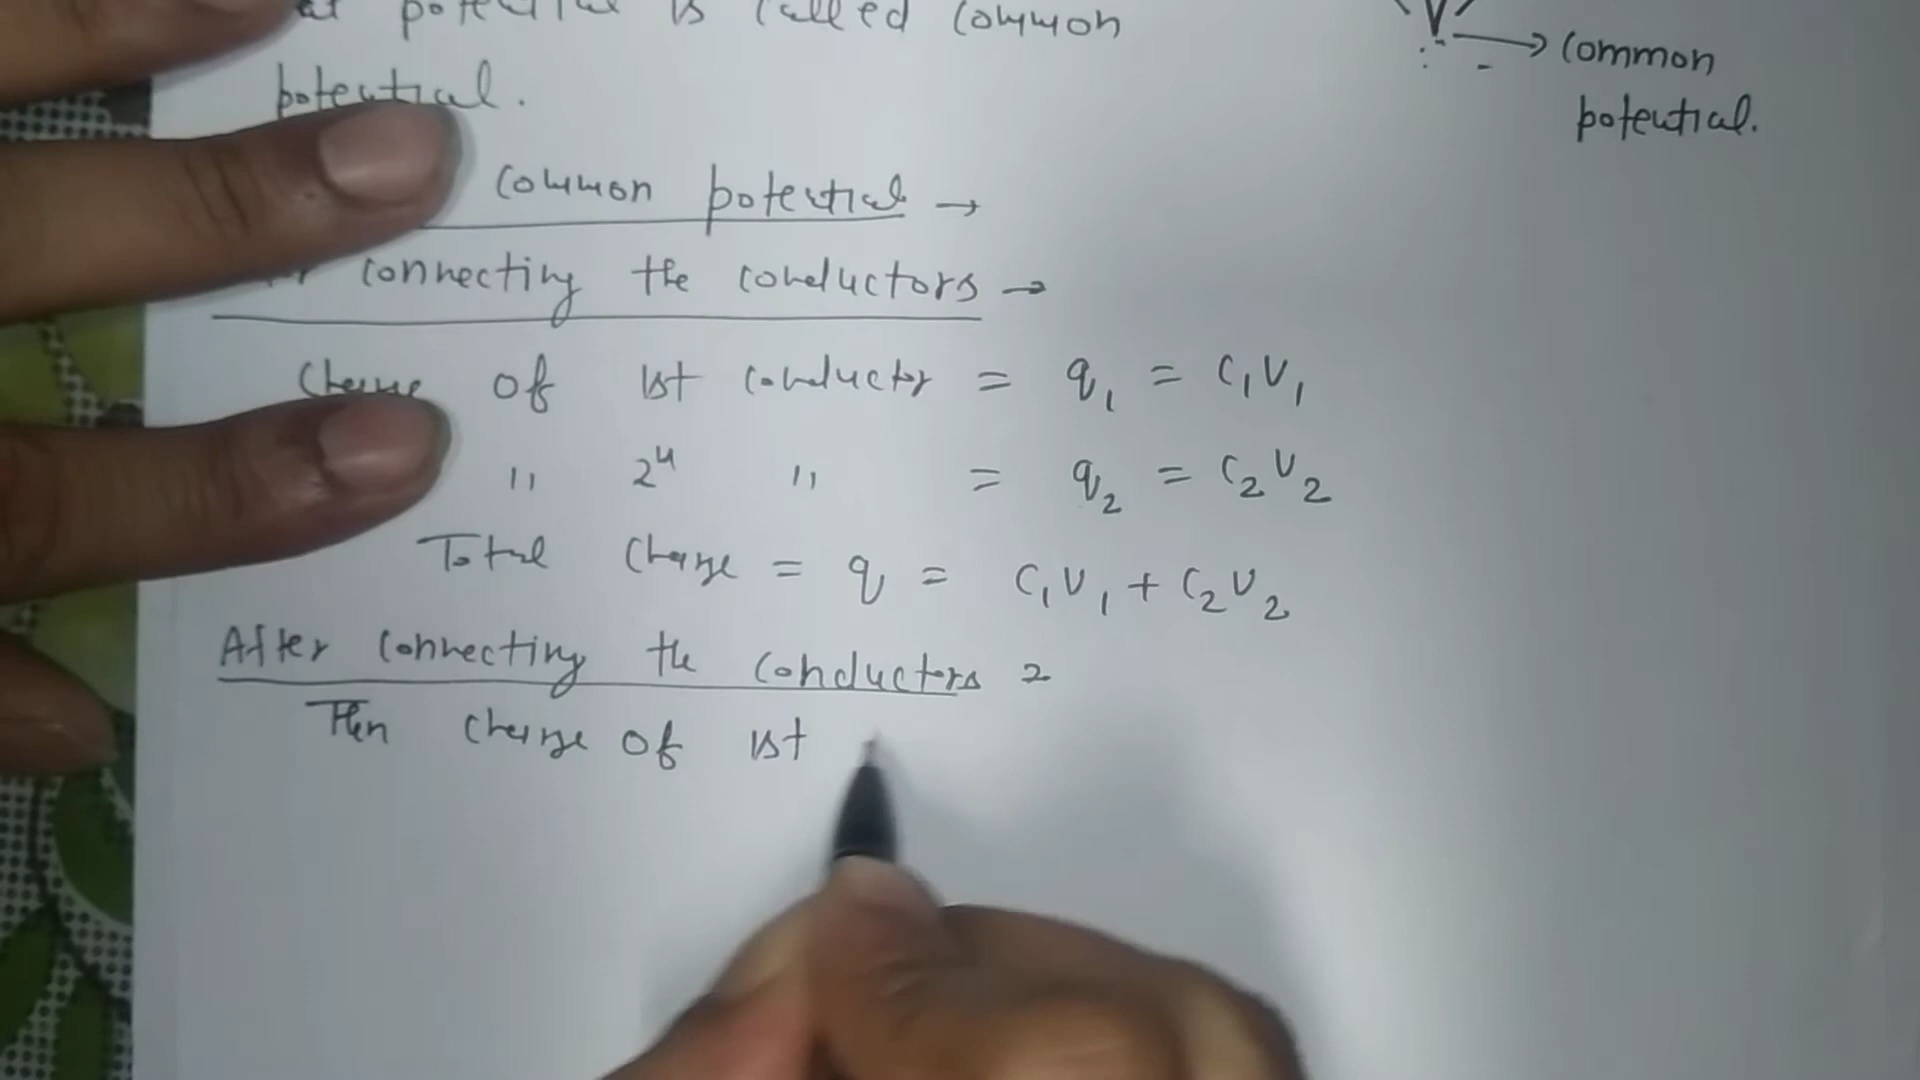 potential is called common
potential.
common potential →
connecting the conductors →
Charge of 1st conductor = q₁ = C₁V₁
" 2nd " = q₂ = C₂V₂
Total charge = q = C₁V₁ + C₂V₂
After connecting the conductors
Then charge of 1st
V → common
potential.